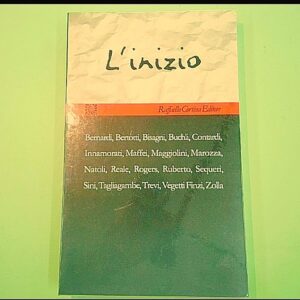 L'inizio
Raffaello Cortina Editore
Bernardi, Bertotti, Bisagni, Buchù, Contardi,
Innamorati, Maffei, Maggiolini, Marozza,
Natoli, Reale, Rogers, Ruberto, Sequeri,
Sini, Tagliagambe, Trevi, Vegetti Finzi, Zolla